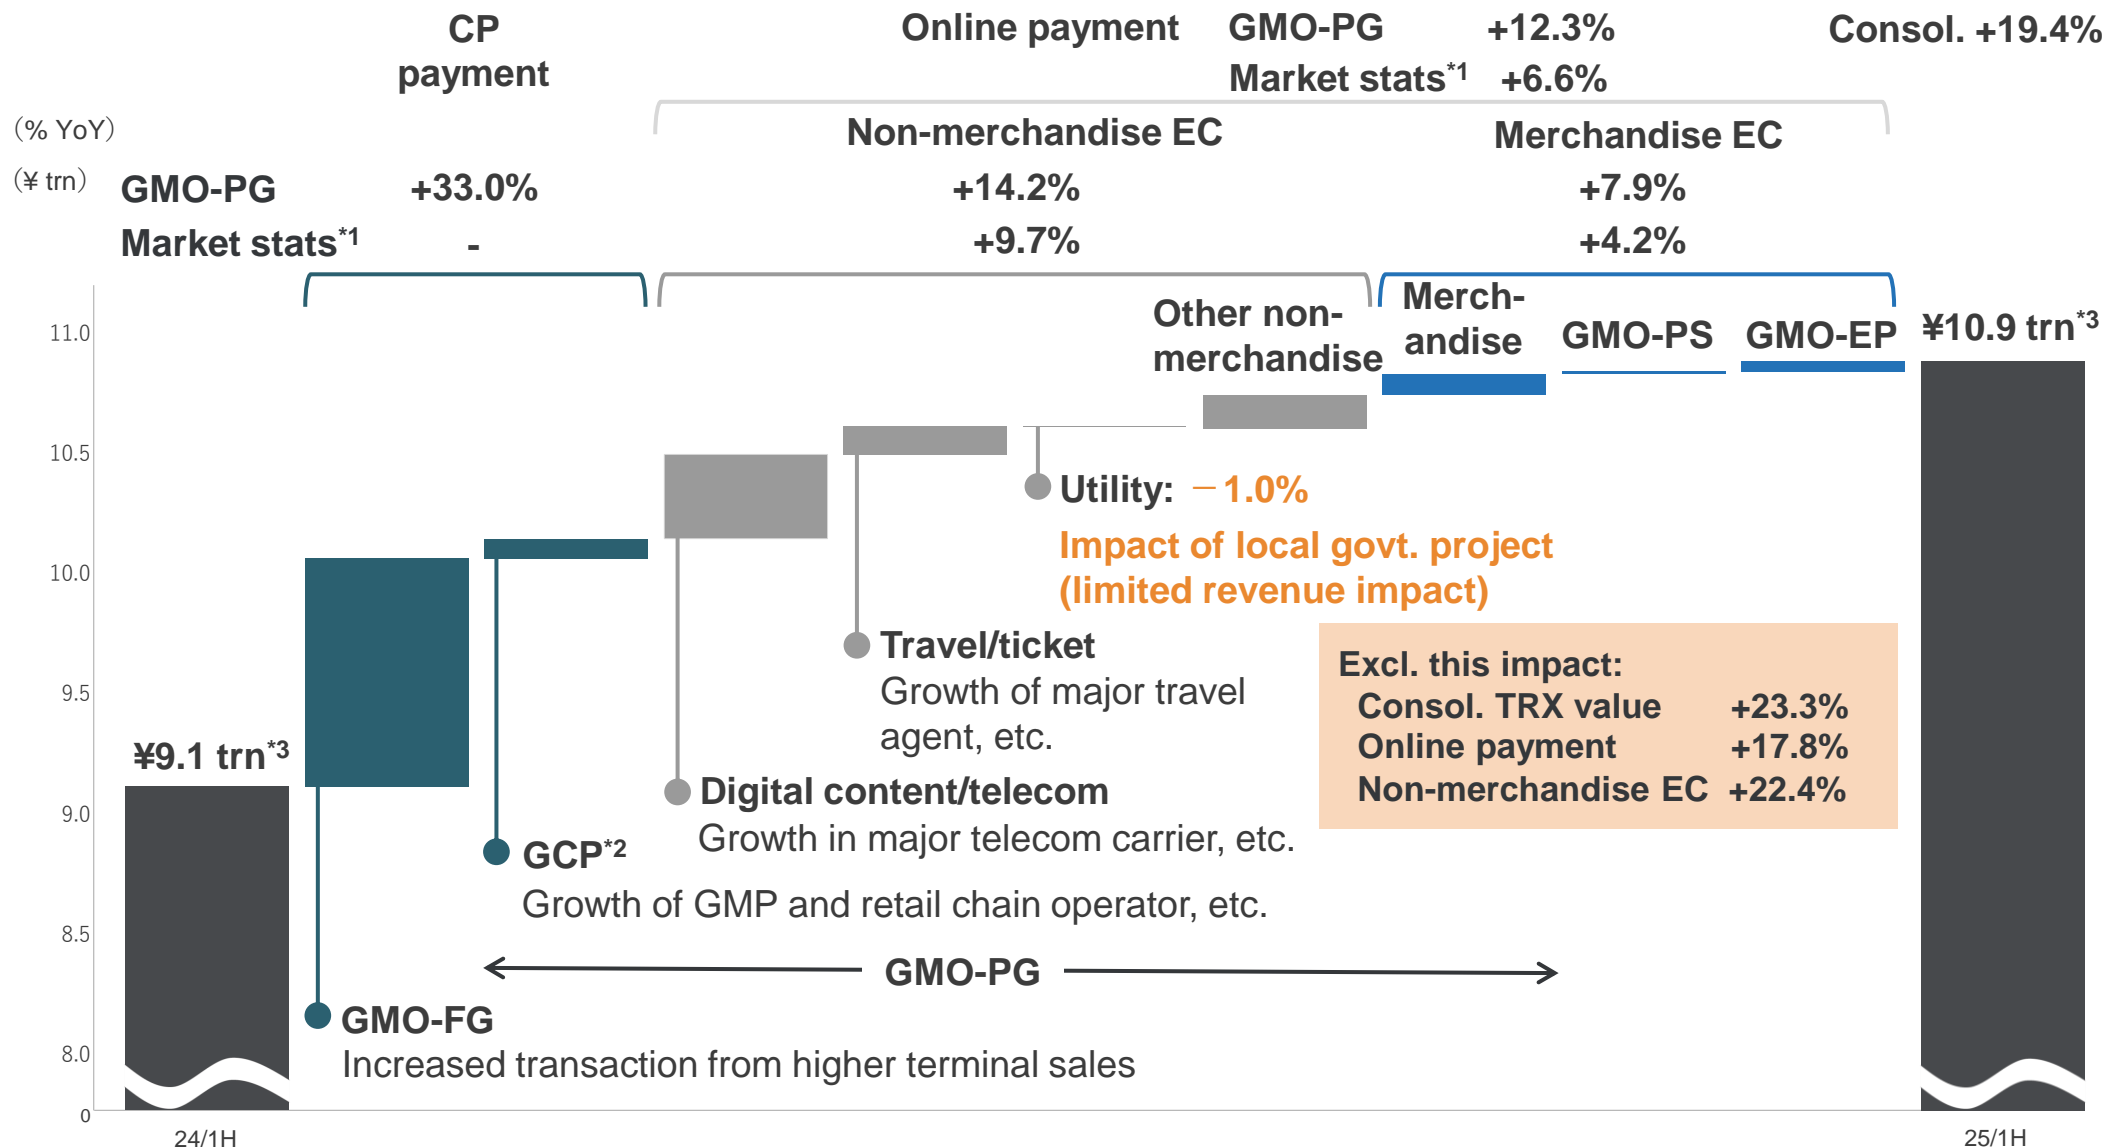 CP
payment
Online payment GMO-PG +12.3%
Market stats*1 +6.6%
Consol. +19.4%
(% YoY)
(¥ trn)
Non-merchandise EC
Merchandise EC
GMO-PG +33.0% +14.2% +7.9%
Market stats*1 - +9.7% +4.2%
11.0
10.5
10.0
9.5
9.0
8.5
8.0
0
¥9.1 trn*3
Other non-
merchandise
Merch-
andise
GMO-PS
GMO-EP
¥10.9 trn*3
Utility: －1.0%
Impact of local govt. project
(limited revenue impact)
Travel/ticket
Growth of major travel
agent, etc.
Excl. this impact:
Consol. TRX value +23.3%
Online payment +17.8%
Non-merchandise EC +22.4%
Digital content/telecom
Growth in major telecom carrier, etc.
GCP*2
Growth of GMP and retail chain operator, etc.
GMO-PG
GMO-FG
Increased transaction from higher terminal sales
24/1H
25/1H